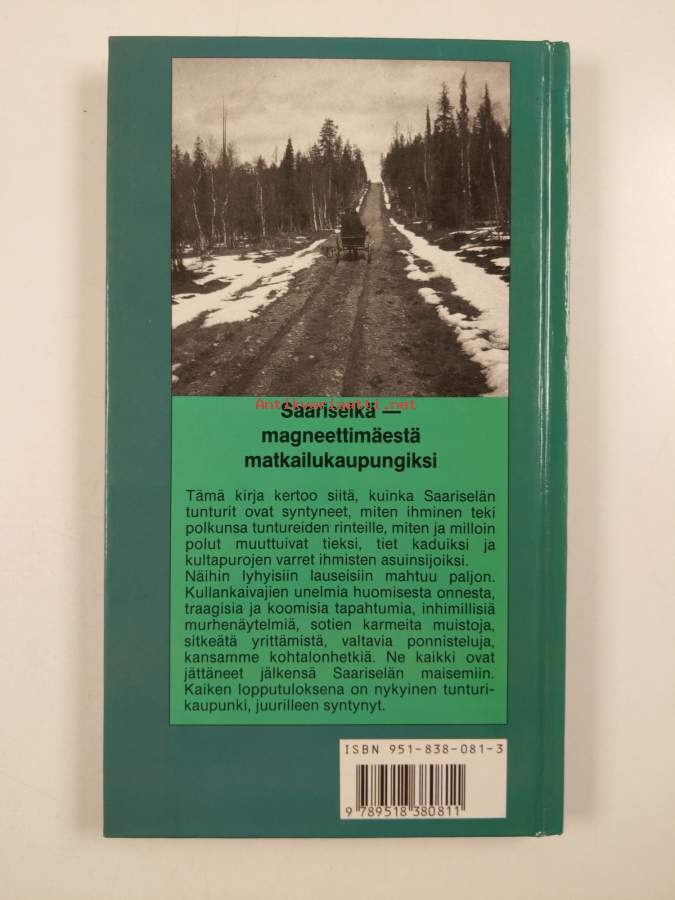 Antikvariaatti.net
Saariselkä —
magneettimäestä
matkailukaupungiksi
Tämä kirja kertoo siitä, kuinka Saariselän
tunturit ovat syntyneet, miten ihminen teki
polkunsa tuntureiden rinteille, miten ja milloin
polut muuttuivat tieksi, tiet kaduiksi ja
kultapurojen varret ihmisten asuinsijoiksi.
Näihin lyhyisiin lauseisiin mahtuu paljon.
Kullankaivajien unelmia huomisesta onnesta,
traagisia ja koomisia tapahtumia, inhimillisiä
murhenäytelmiä, sotien karmeita muistoja,
sitkeätä yrittämistä, valtavia ponnisteluja,
kansamme kohtalonhetkiä. Ne kaikki ovat
jättäneet jälkensä Saariselän maisemiin.
Kaiken lopputuloksena on nykyinen tunturi-
kaupunki, juurilleen syntynyt.
ISBN 951-838-081-3
9 789518 380811